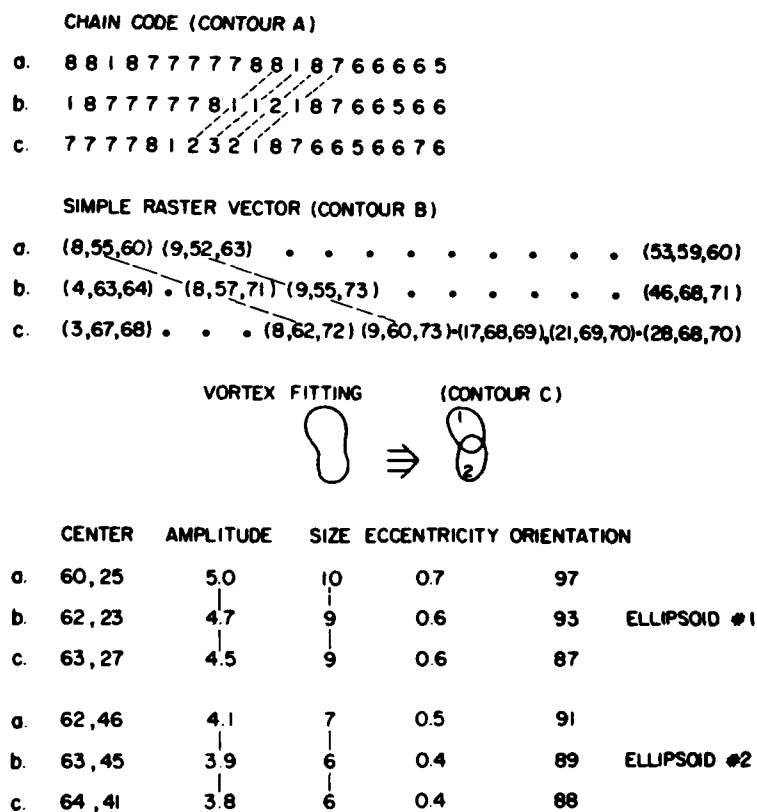 CHAIN CODE (CONTOUR A)
a. 8 8 1 8 7 7 7 7 7 8 8 1 8 7 6 6 6 6 5
b. 1 8 7 7 7 7 7 8 1 1 2 1 8 7 6 6 5 6 6
c. 7 7 7 7 8 1 2 3 2 1 8 7 6 6 5 6 6 7 6
SIMPLE RASTER VECTOR (CONTOUR B)
a. (8,55,60) (9,52,63) • • • • • • • • • (53,59,60)
b. (4,63,64) • (8,57,71) (9,55,73) • • • • • • (46,68,71)
c. (3,67,68) • • • (8,62,72) (9,60,73)-(17,68,69),(21,69,70)•(28,68,70)
VORTEX FITTING (CONTOUR C)
1
2
CENTER AMPLITUDE SIZE ECCENTRICITY ORIENTATION
a. 60,25 5.0 10 0.7 97
b. 62,23 4.7 9 0.6 93 ELLIPSOID #1
c. 63,27 4.5 9 0.6 87
a. 62,46 4.1 7 0.5 91
b. 63,45 3.9 6 0.4 89 ELLIPSOID #2
c. 64,41 3.8 6 0.4 88